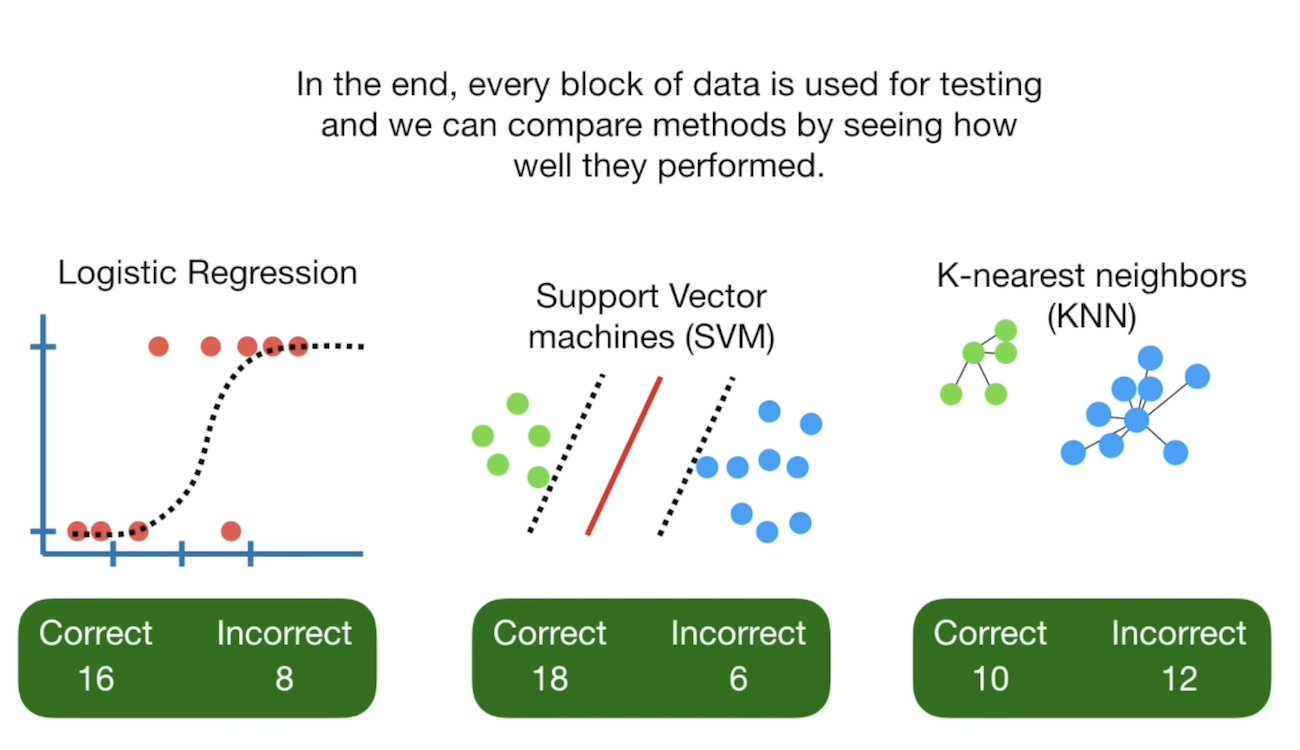 In the end, every block of data is used for testing
and we can compare methods by seeing how
well they performed.
Logistic Regression
Support Vector
machines (SVM)
K-nearest neighbors
(KNN)
Correct Incorrect
16 8
Correct Incorrect
18 6
Correct Incorrect
10 12